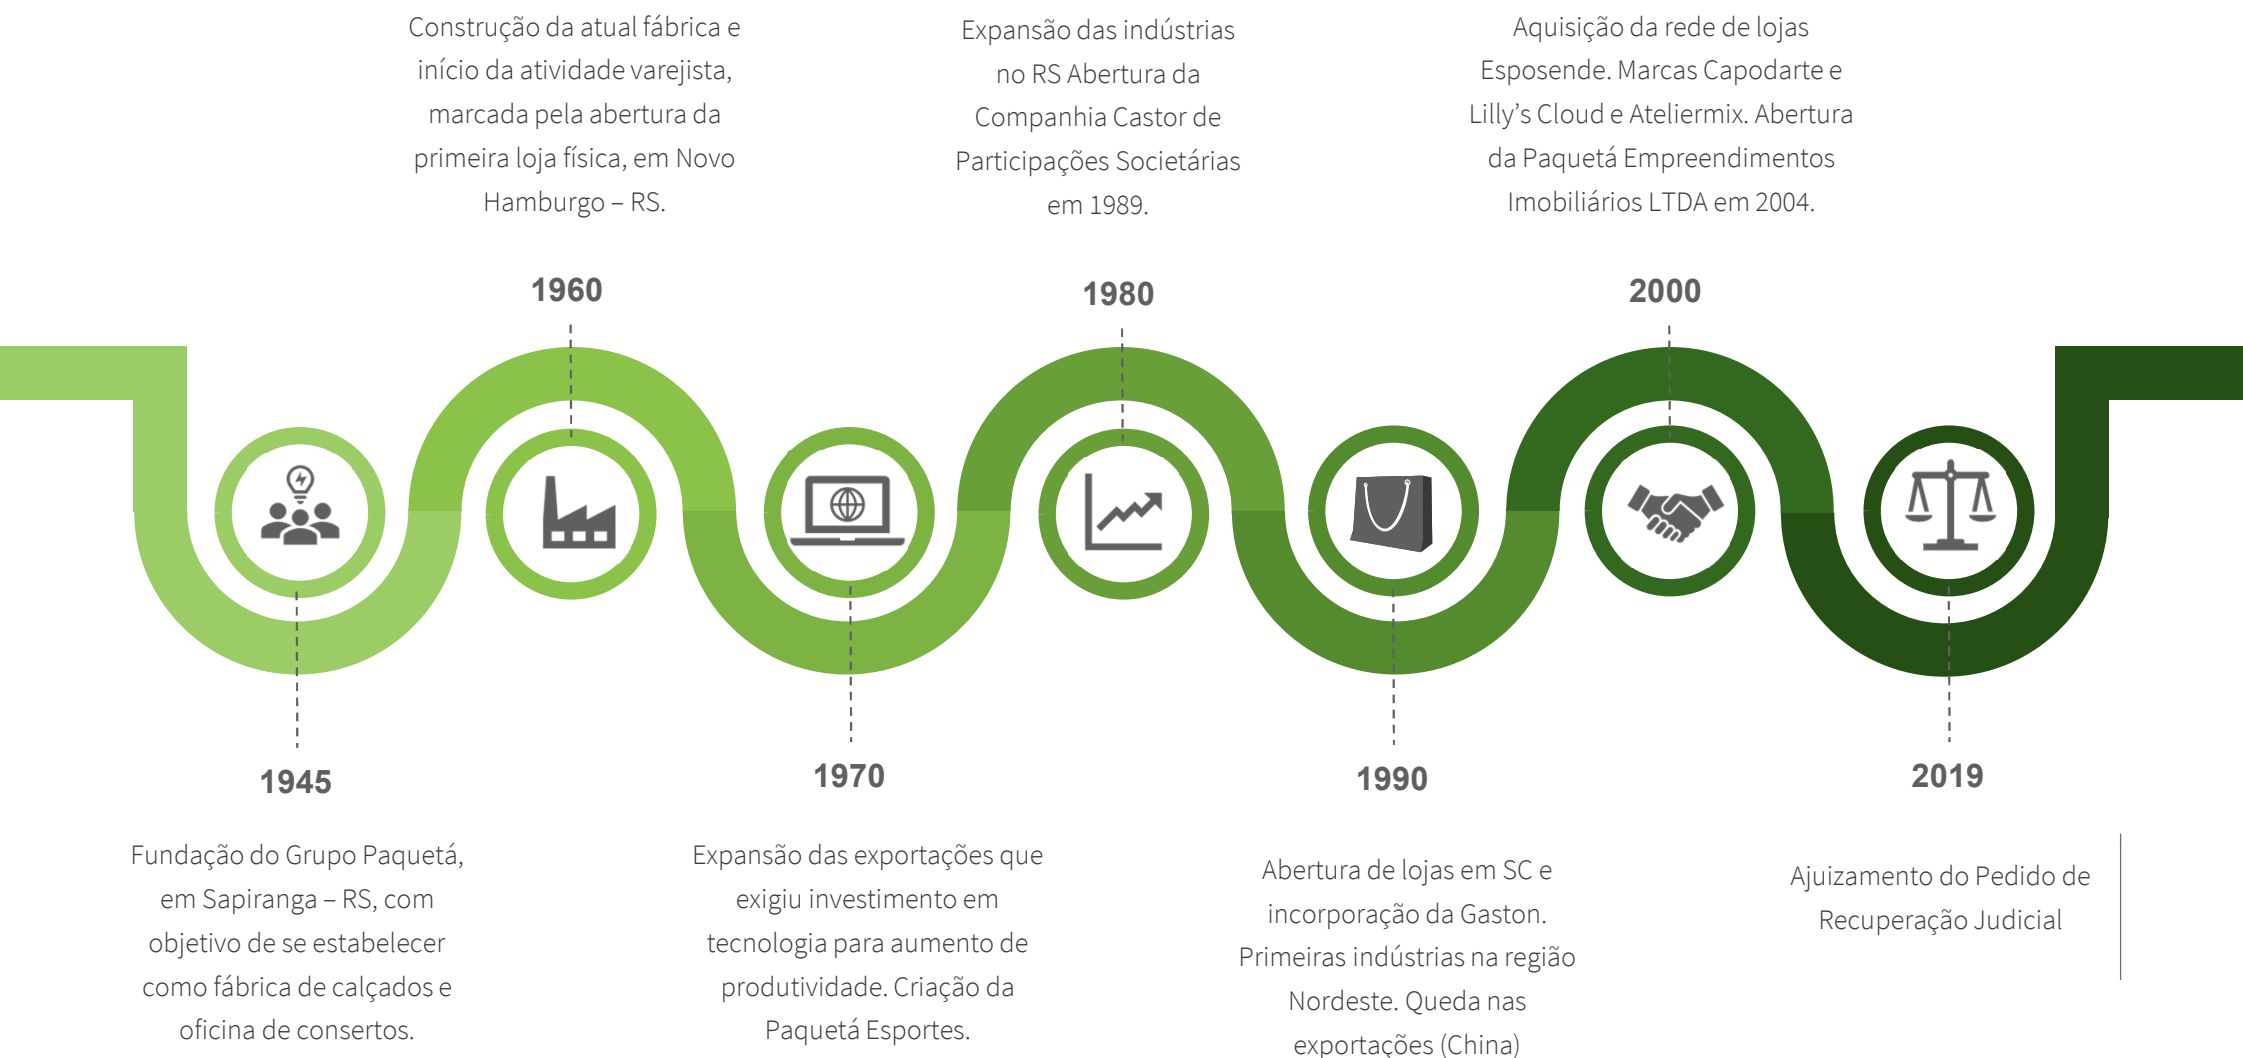 Construção da atual fábrica e
início da atividade varejista,
marcada pela abertura da
primeira loja física, em Novo
Hamburgo – RS.
Expansão das indústrias
no RS Abertura da
Companhia Castor de
Participações Societárias
em 1989.
Aquisição da rede de lojas
Esposende. Marcas Capodarte e
Lilly’s Cloud e Ateliermix. Abertura
da Paquetá Empreendimentos
Imobiliários LTDA em 2004.
1960
1980
2000
1945
1970
1990
2019
Fundação do Grupo Paquetá,
em Sapiranga – RS, com
objetivo de se estabelecer
como fábrica de calçados e
oficina de consertos.
Expansão das exportações que
exigiu investimento em
tecnologia para aumento de
produtividade. Criação da
Paquetá Esportes.
Abertura de lojas em SC e
incorporação da Gaston.
Primeiras indústrias na região
Nordeste. Queda nas
exportações (China)
Ajuizamento do Pedido de
Recuperação Judicial